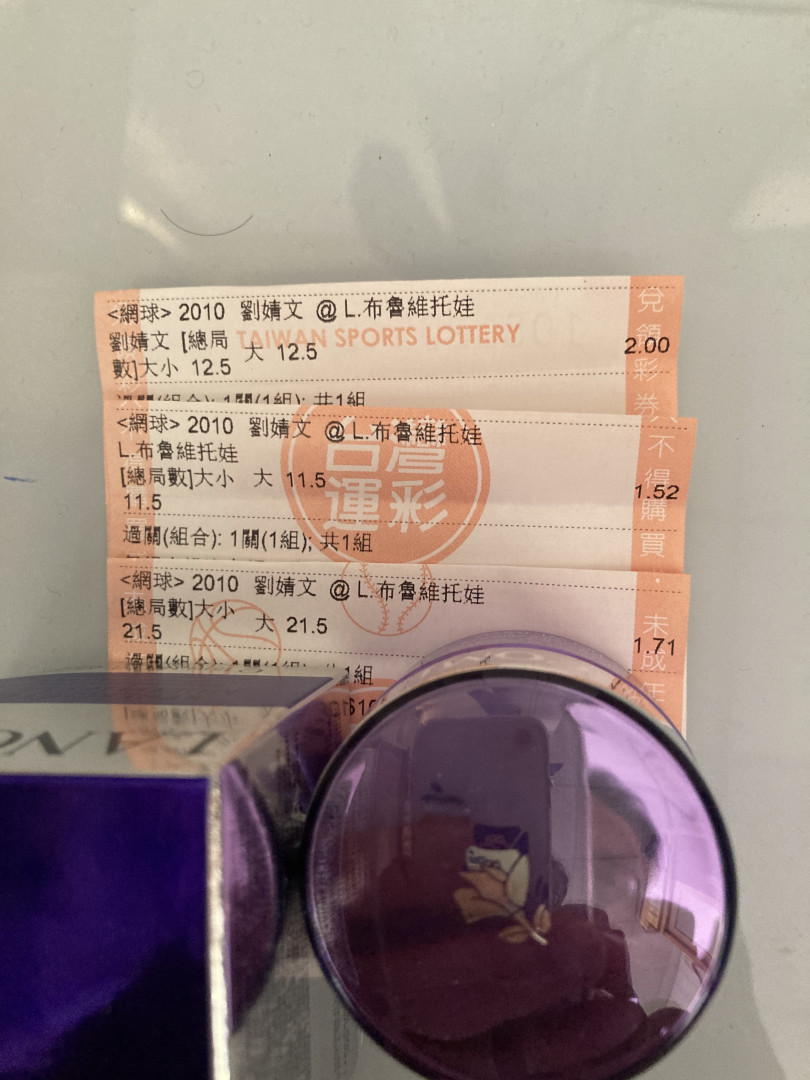 <網球> 2010 劉婧文 @ L.布魯維托娃
劉婧文 [總局 大 12.5 2.00
數]大小 12.5
TAIWAN SPORTS LOTTERY
共1組
<網球> 2010 劉婧文 @ L.布魯維托娃
L.布魯維托娃
[總局數]大小 大 11.5 1.52
11.5
過關(組合): 1關(1組); 共1組
台灣
運彩
<網球> 2010 劉婧文 @ L.布魯維托娃
[總局數]大小 大 21.5 1.71
21.5
兌領彩券、不得購買.未成年